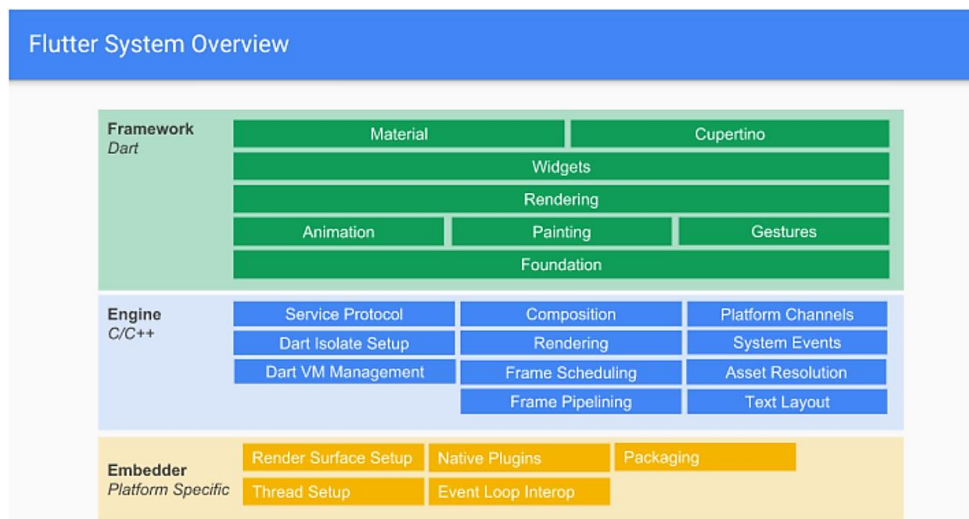 Flutter System Overview
Framework
Dart
Material Cupertino
Widgets
Rendering
Animation Painting Gestures
Foundation
Engine
C/C++
Service Protocol Composition Platform Channels
Dart Isolate Setup Rendering System Events
Dart VM Management Frame Scheduling Asset Resolution
Frame Pipelining Text Layout
Embedder
Platform Specific
Render Surface Setup Native Plugins Packaging
Thread Setup Event Loop Interop